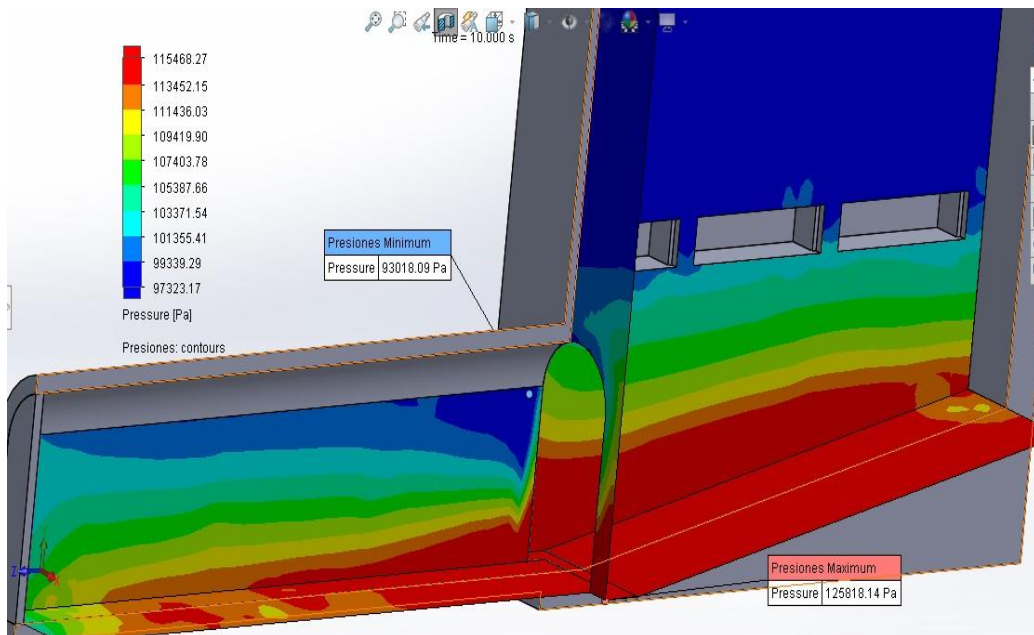 Time = 10.000 s
115468.27
113452.15
111436.03
109419.90
107403.78
105387.66
103371.54
101355.41
99339.29
97323.17
Pressure [Pa]
Presiones: contours
Presiones Minimum
Pressure 93018.09 Pa
Presiones Maximum
Pressure 125818.14 Pa
Z
X